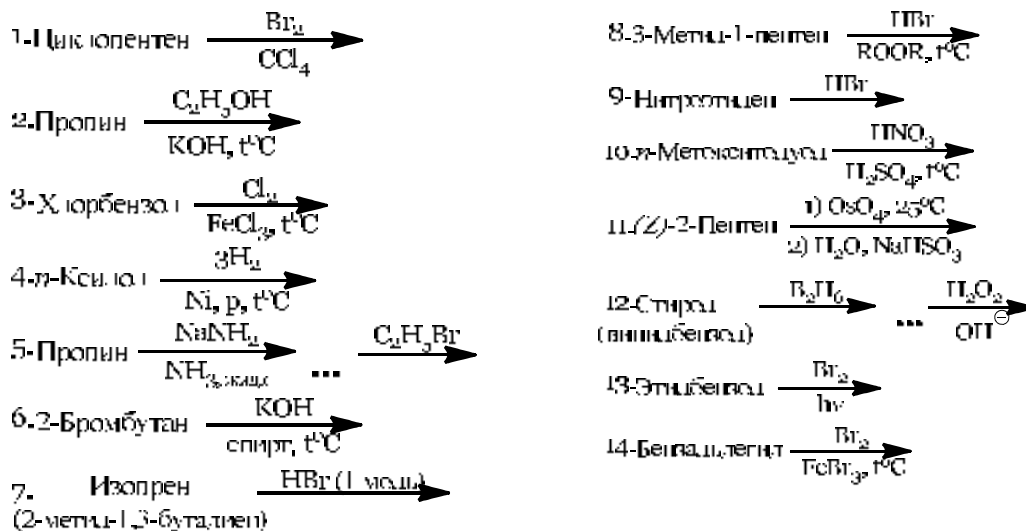 1-Циклопентен Br₂ CCl₄
2-Пропин C₂H₅OH KOH, t°C
3-Хлорбензол Cl₂ FeCl₃, t°C
4-п-Ксилол 3H₂ Ni, p, t°C
5-Пропин NaNH₂ NH₃,жидк ... C₂H₅Br
6.2-Бромбутан KOH спирт, t°C
7. Изопрен HBr (1 моль)
(2-метил-1,3-бутадиен)
8.3-Метил-1-пентен HBr ROOR, t°C
9-Нитроэтилен HBr
10.п-Метокситолуол HNO₃ H₂SO₄, t°C
11.(Z)-2-Пентен 1) OsO₄, 25°C 2) H₂O, NaHSO₃
12-Стирол B₂H₆ ... H₂O₂ OH⊖
(винилбензол)
13-Этилбензол Br₂ hν
14-Бензальдегид Br₂ FeBr₃, t°C